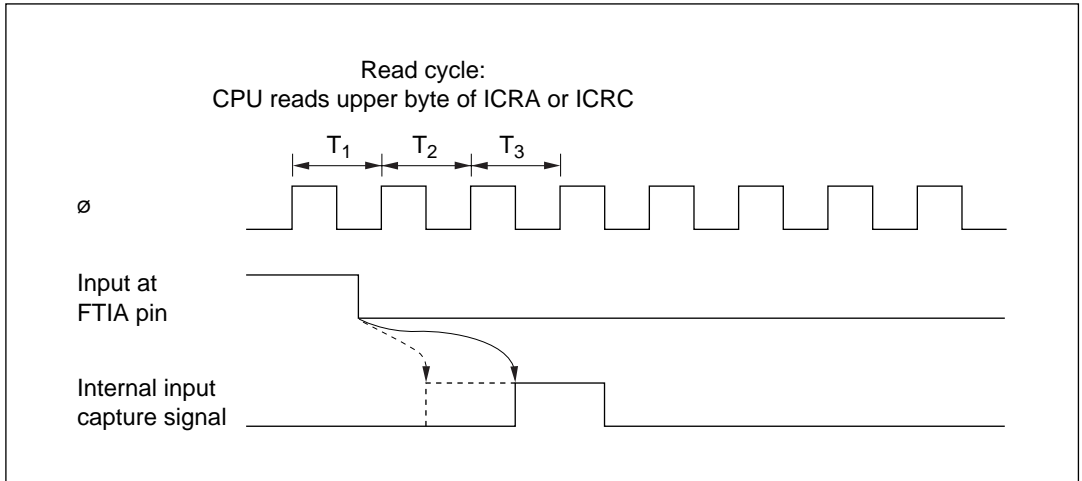 Read cycle:
CPU reads upper byte of ICRA or ICRC
T1 T2 T3
ø
Input at
FTIA pin
Internal input
capture signal